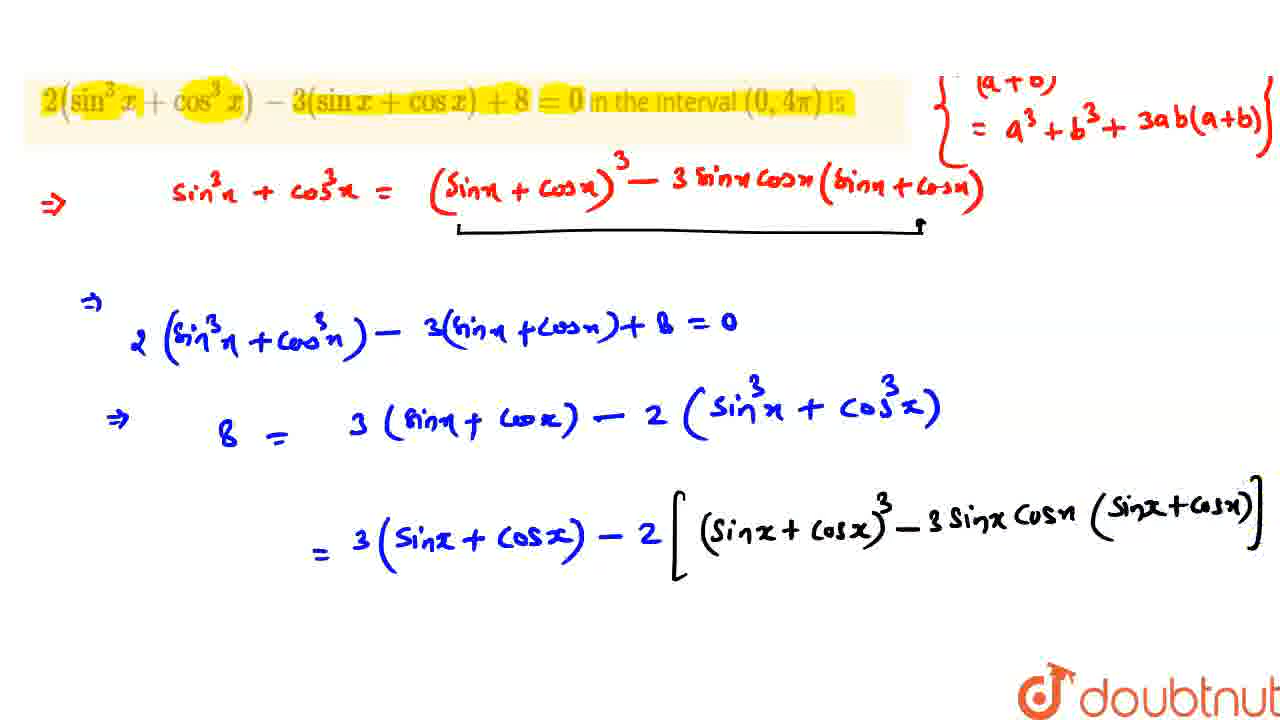 2(sin³ x + cos³ x) − 3(sin x + cos x) + 8 = 0 in the interval (0, 4π) is
(a+b)
= a³ + b³ + 3ab(a+b)
⇒ sin³x + cos³x = (sinx + cosx)³ − 3 sinx cosx (sinx + cosx)
⇒
2 (sin³x + cos³x) − 3(sinx + cosx) + 8 = 0
⇒ 8 = 3 (sinx + cosx) − 2 (sin³x + cos³x)
= 3 (sinx + cosx) − 2 [(sinx + cosx)³ − 3 sinx cosx (sinx + cosx)]
doubtnut